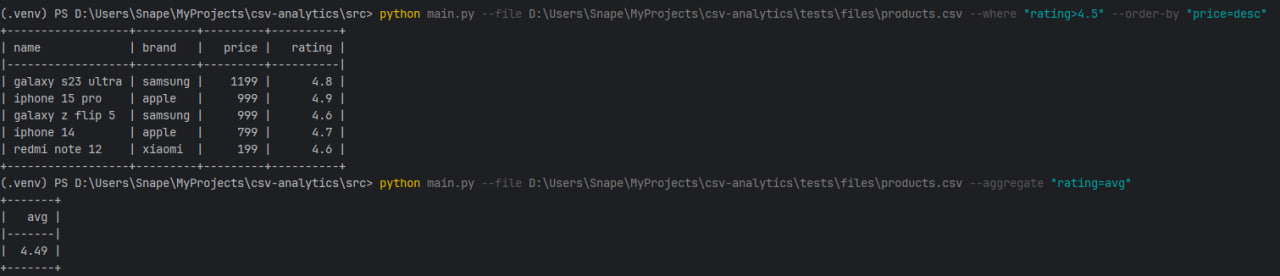 (.venv) PS D:\Users\Snape\MyProjects\csv-analytics\src> python main.py --file D:\Users\Snape\MyProjects\csv-analytics\tests\files\products.csv --where "rating>4.5" --order-by "price=desc"
+------------------+---------+---------+----------+
| name             | brand   |   price |   rating |
|------------------+---------+---------+----------|
| galaxy s23 ultra | samsung |    1199 |      4.8 |
| iphone 15 pro    | apple   |     999 |      4.9 |
| galaxy z flip 5  | samsung |     999 |      4.6 |
| iphone 14        | apple   |     799 |      4.7 |
| redmi note 12    | xiaomi  |     199 |      4.6 |
+------------------+---------+---------+----------+
(.venv) PS D:\Users\Snape\MyProjects\csv-analytics\src> python main.py --file D:\Users\Snape\MyProjects\csv-analytics\tests\files\products.csv --aggregate "rating=avg"
+-------+
|   avg |
|-------|
|  4.49 |
+-------+